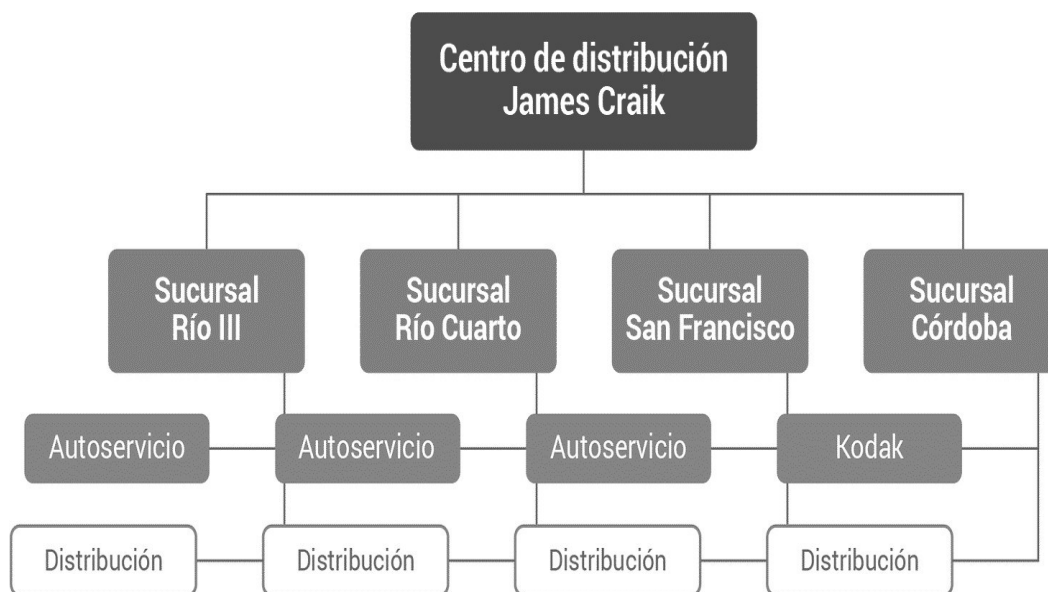 Centro de distribución
James Craik
Sucursal
Río III
Sucursal
Río Cuarto
Sucursal
San Francisco
Sucursal
Córdoba
Autoservicio
Autoservicio
Autoservicio
Kodak
Distribución
Distribución
Distribución
Distribución